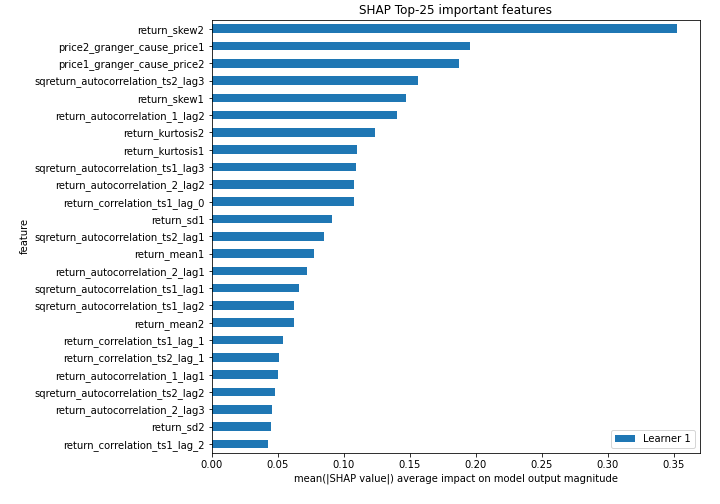 SHAP Top-25 important features
return_skew2
price2_granger_cause_price1
price1_granger_cause_price2
sqreturn_autocorrelation_ts2_lag3
return_skew1
return_autocorrelation_1_lag2
return_kurtosis2
return_kurtosis1
sqreturn_autocorrelation_ts1_lag3
return_autocorrelation_2_lag2
return_correlation_ts1_lag_0
return_sd1
sqreturn_autocorrelation_ts2_lag1
return_mean1
return_autocorrelation_2_lag1
sqreturn_autocorrelation_ts1_lag1
sqreturn_autocorrelation_ts1_lag2
return_mean2
return_correlation_ts1_lag_1
return_correlation_ts2_lag_1
return_autocorrelation_1_lag1
sqreturn_autocorrelation_ts2_lag2
return_autocorrelation_2_lag3
return_sd2
return_correlation_ts1_lag_2
feature
Learner 1
0.00 0.05 0.10 0.15 0.20 0.25 0.30 0.35
mean(|SHAP value|) average impact on model output magnitude